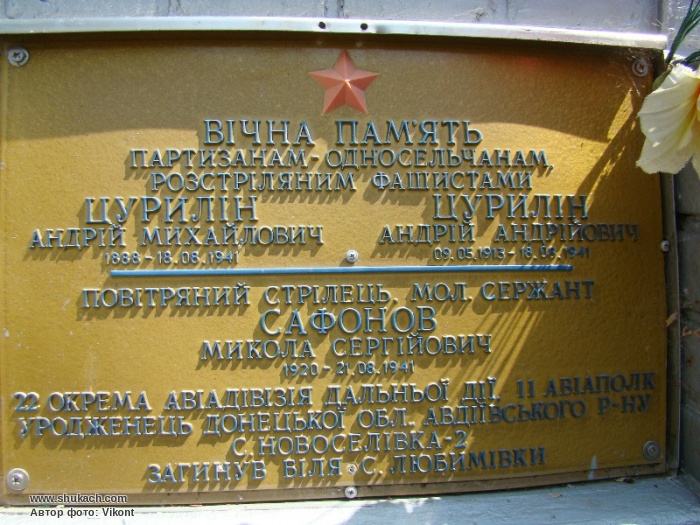 ВІЧНА ПАМ'ЯТЬ
ПАРТИЗАНАМ-ОДНОСЕЛЬЧАНАМ,
РОЗСТРІЛЯНИМ ФАШИСТАМИ
ЦУРИЛІН ЦУРИЛІН
АНДРІЙ МИХАЙЛОВИЧ АНДРІЙ АНДРІЙОВИЧ
1888-18.08.1941 09.05.1913-18.08.1941
ПОВІТРЯНИЙ СТРІЛЕЦЬ, МОЛ. СЕРЖАНТ
САФОНОВ
МИКОЛА СЕРГІЙОВИЧ
1920-21.08.1941
22 ОКРЕМА АВІАДІВІЗІЯ ДАЛЬНЬОЇ ДІЇ, 11 АВІАПОЛК
УРОДЖЕНЕЦЬ ДОНЕЦЬКОЇ ОБЛ. АВДІЇВСЬКОГО Р-НУ
С. НОВОСЕЛІВКА-2
ЗАГИНУВ БІЛЯ С. ЛЮБИМІВКИ
www.shukach.com
Автор фото: Vikont